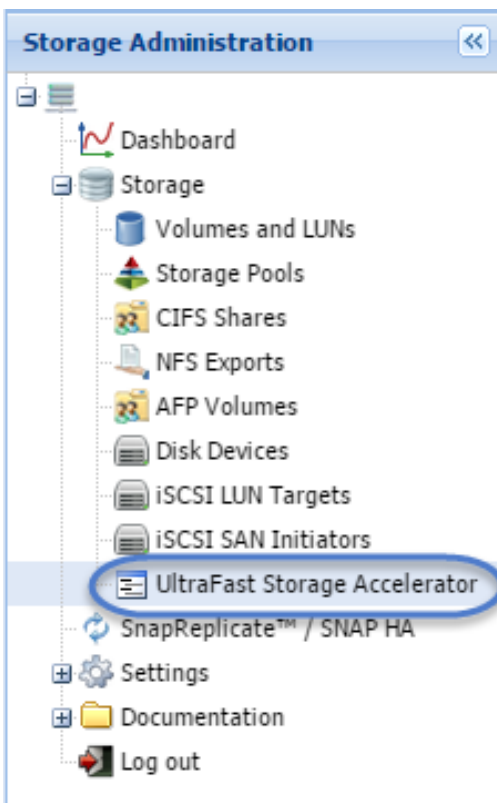 Storage Administration
Dashboard
Storage
Volumes and LUNs
Storage Pools
CIFS Shares
NFS Exports
AFP Volumes
Disk Devices
iSCSI LUN Targets
iSCSI SAN Initiators
UltraFast Storage Accelerator
SnapReplicate™ / SNAP HA
Settings
Documentation
Log out